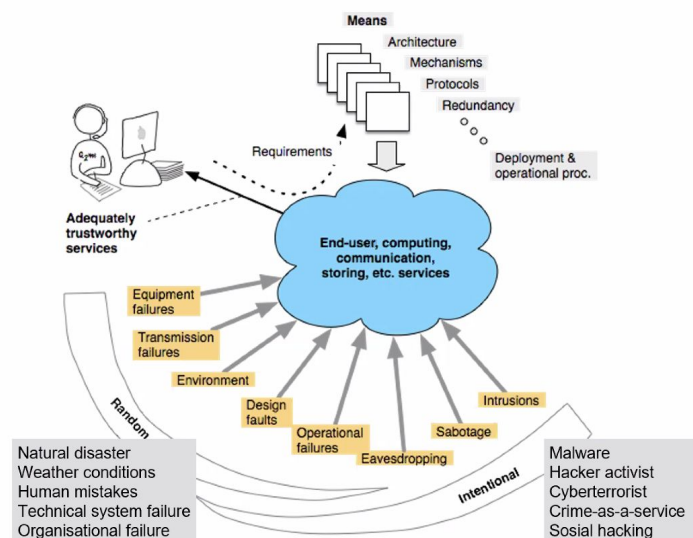 Means
Architecture
Mechanisms
Protocols
Redundancy
Deployment &
operational proc.
Requirements
Adequately
trustworthy
services
End-user, computing,
communication,
storing, etc. services
Equipment
failures
Transmission
failures
Environment
Design
faults
Operational
failures
Eavesdropping
Sabotage
Intrusions
Random
Intentional
Natural disaster
Weather conditions
Human mistakes
Technical system failure
Organisational failure
Malware
Hacker activist
Cyberterrorist
Crime-as-a-service
Sosial hacking